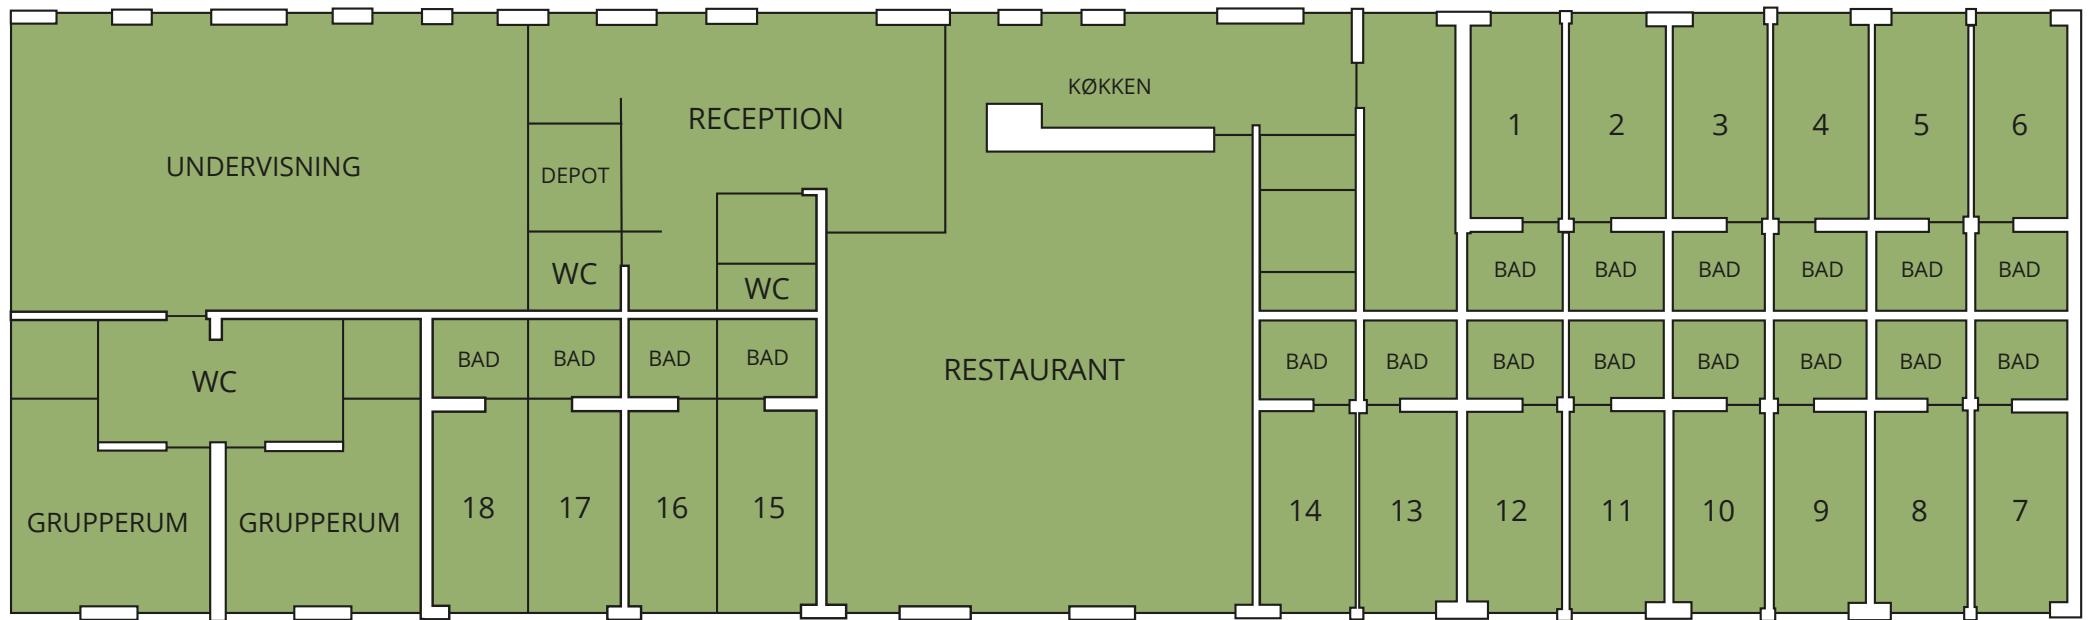 KØKKEN
RECEPTION
1 2 3 4 5 6
UNDERVISNING
DEPOT
WC WC
BAD BAD BAD BAD BAD BAD
BAD BAD BAD BAD BAD BAD BAD BAD BAD BAD BAD BAD
WC
RESTAURANT
GRUPPERUM GRUPPERUM
18 17 16 15 14 13 12 11 10 9 8 7